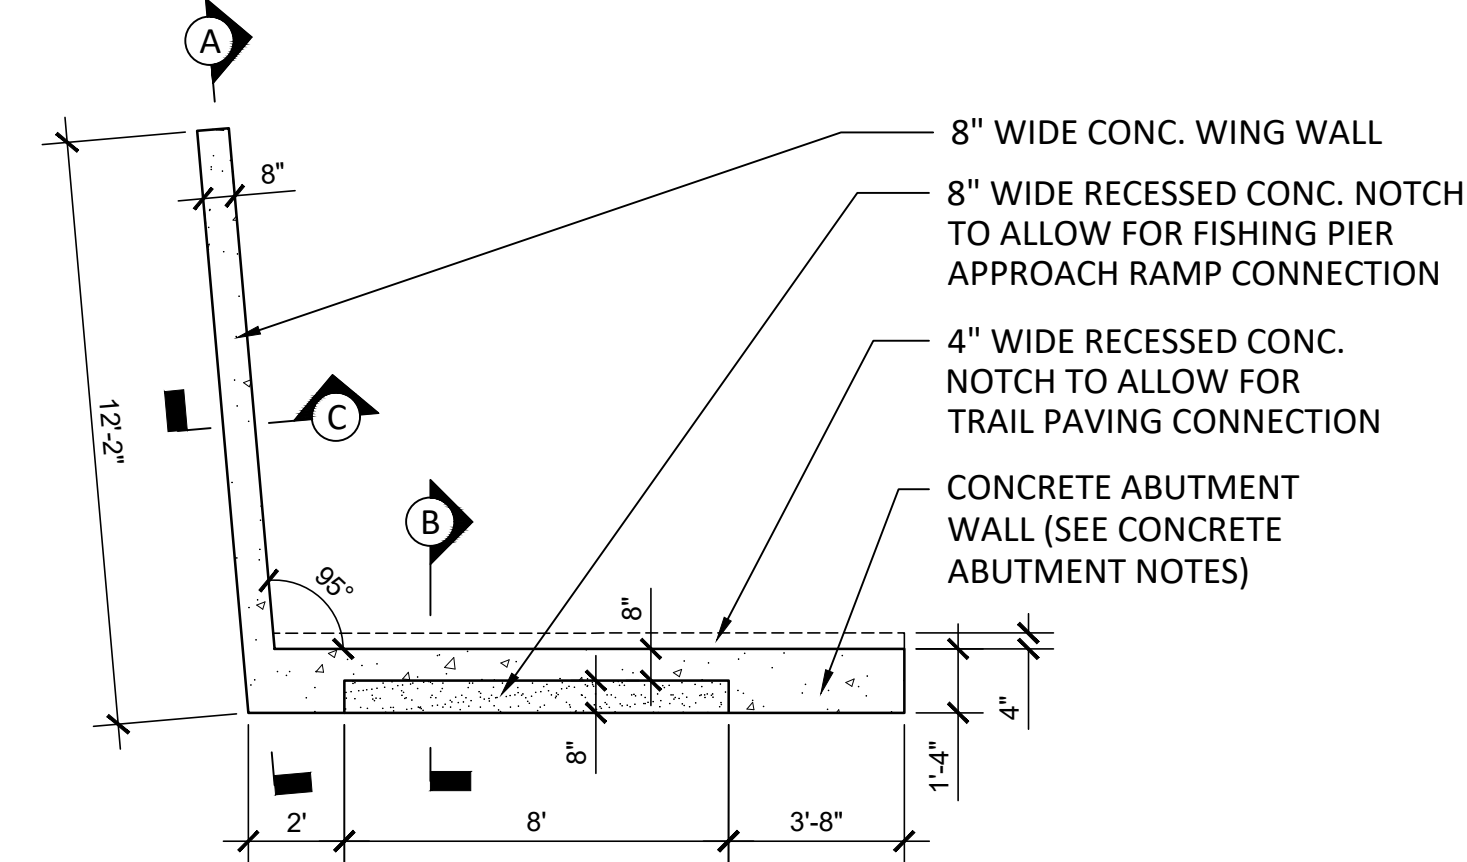 A
8" WIDE CONC. WING WALL
8"
8" WIDE RECESSED CONC. NOTCH
TO ALLOW FOR FISHING PIER
APPROACH RAMP CONNECTION
4" WIDE RECESSED CONC.
NOTCH TO ALLOW FOR
TRAIL PAVING CONNECTION
12'-2"
C
CONCRETE ABUTMENT
WALL (SEE CONCRETE
ABUTMENT NOTES)
B
95°
8"
4"
8"
1'-4"
2'
8'
3'-8"